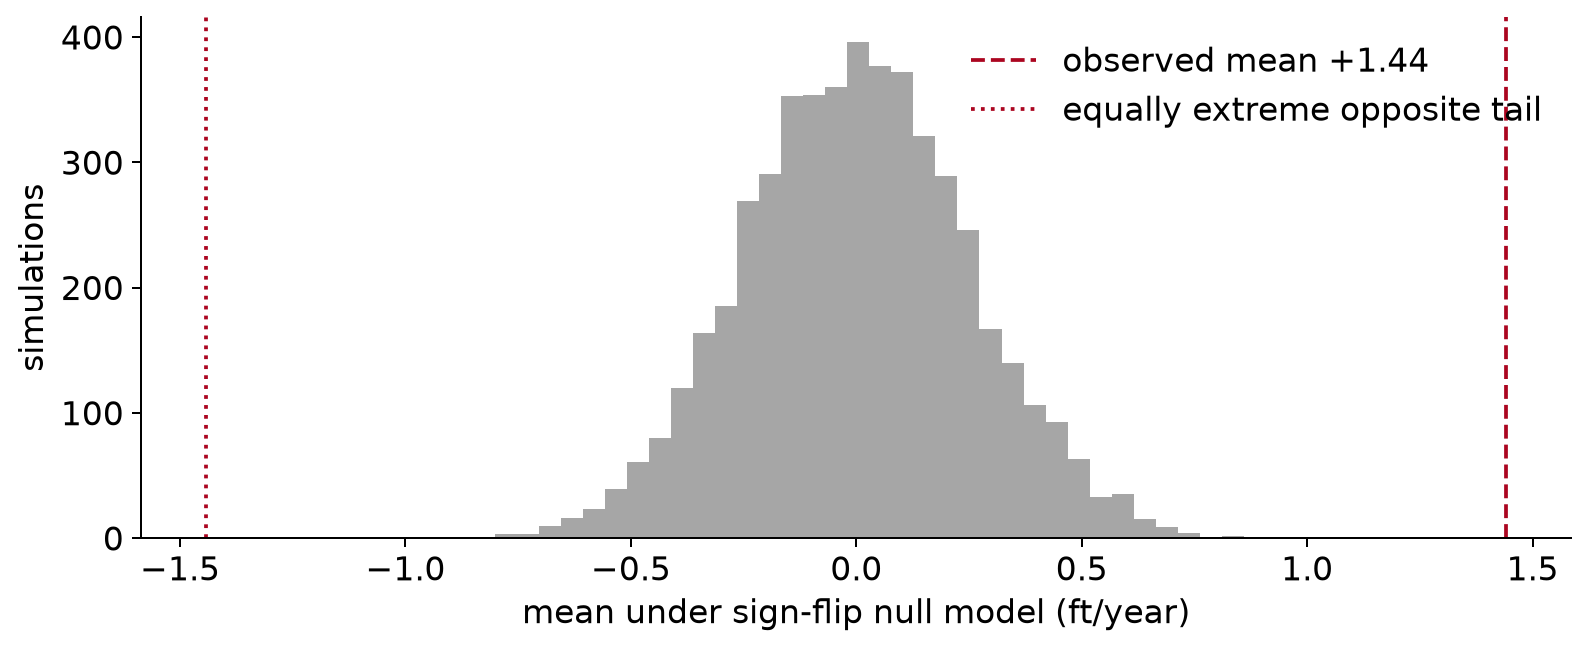 observed mean +1.44
equally extreme opposite tail
400
300
200
100
0
simulations
−1.5 −1.0 −0.5 0.0 0.5 1.0 1.5
mean under sign-flip null model (ft/year)